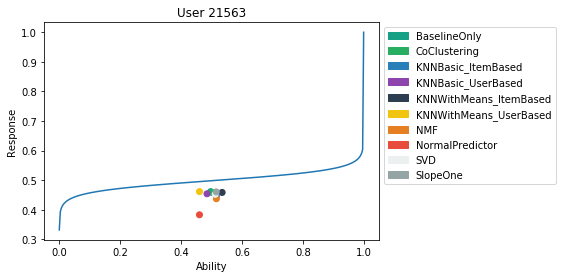 User 21563
Response
1.0
0.9
0.8
0.7
0.6
0.5
0.4
0.3
0.0
0.2
0.4
0.6
0.8
1.0
Ability
BaselineOnly
CoClustering
KNNBasic_ItemBased
KNNBasic_UserBased
KNNWithMeans_ItemBased
KNNWithMeans_UserBased
NMF
NormalPredictor
SVD
SlopeOne